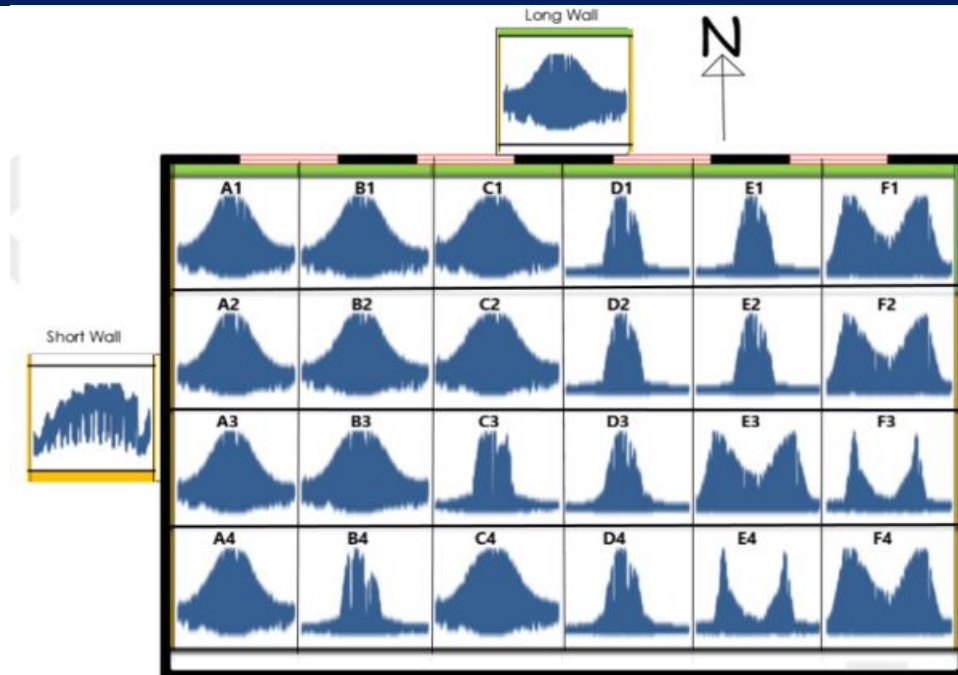 Long Wall
N
A1 B1 C1 D1 E1 F1
A2 B2 C2 D2 E2 F2
Short Wall
A3 B3 C3 D3 E3 F3
A4 B4 C4 D4 E4 F4